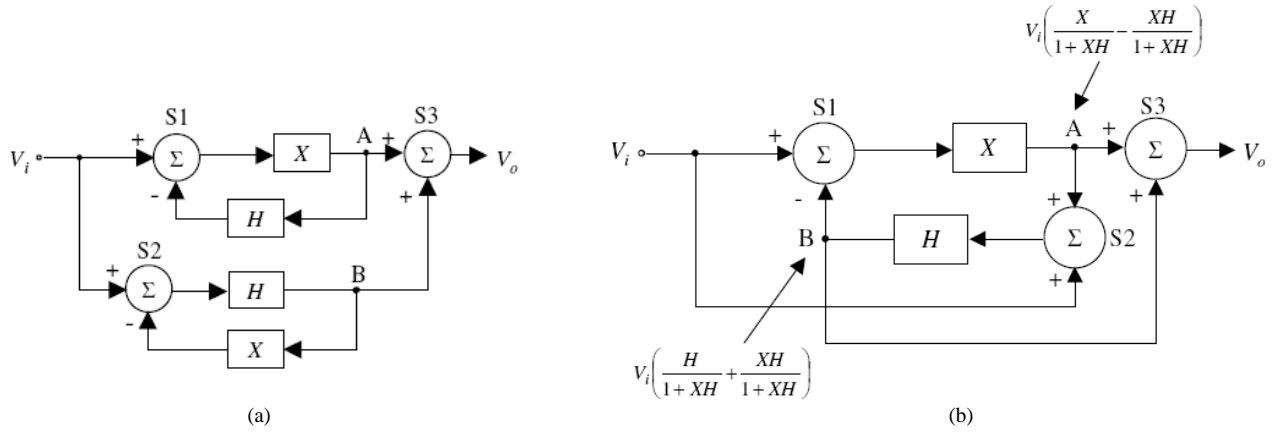 S1
S3
+
Σ
X
A
+
Σ
V_i
V_o
-
+
H
S2
+
Σ
H
B
-
X
(a)
V_i ( X / (1 + XH) - XH / (1 + XH) )
S1
S3
A
+
Σ
X
+
Σ
V_i
V_o
-
+
+
B
H
Σ
S2
+
V_i ( H / (1 + XH) + XH / (1 + XH) )
(b)